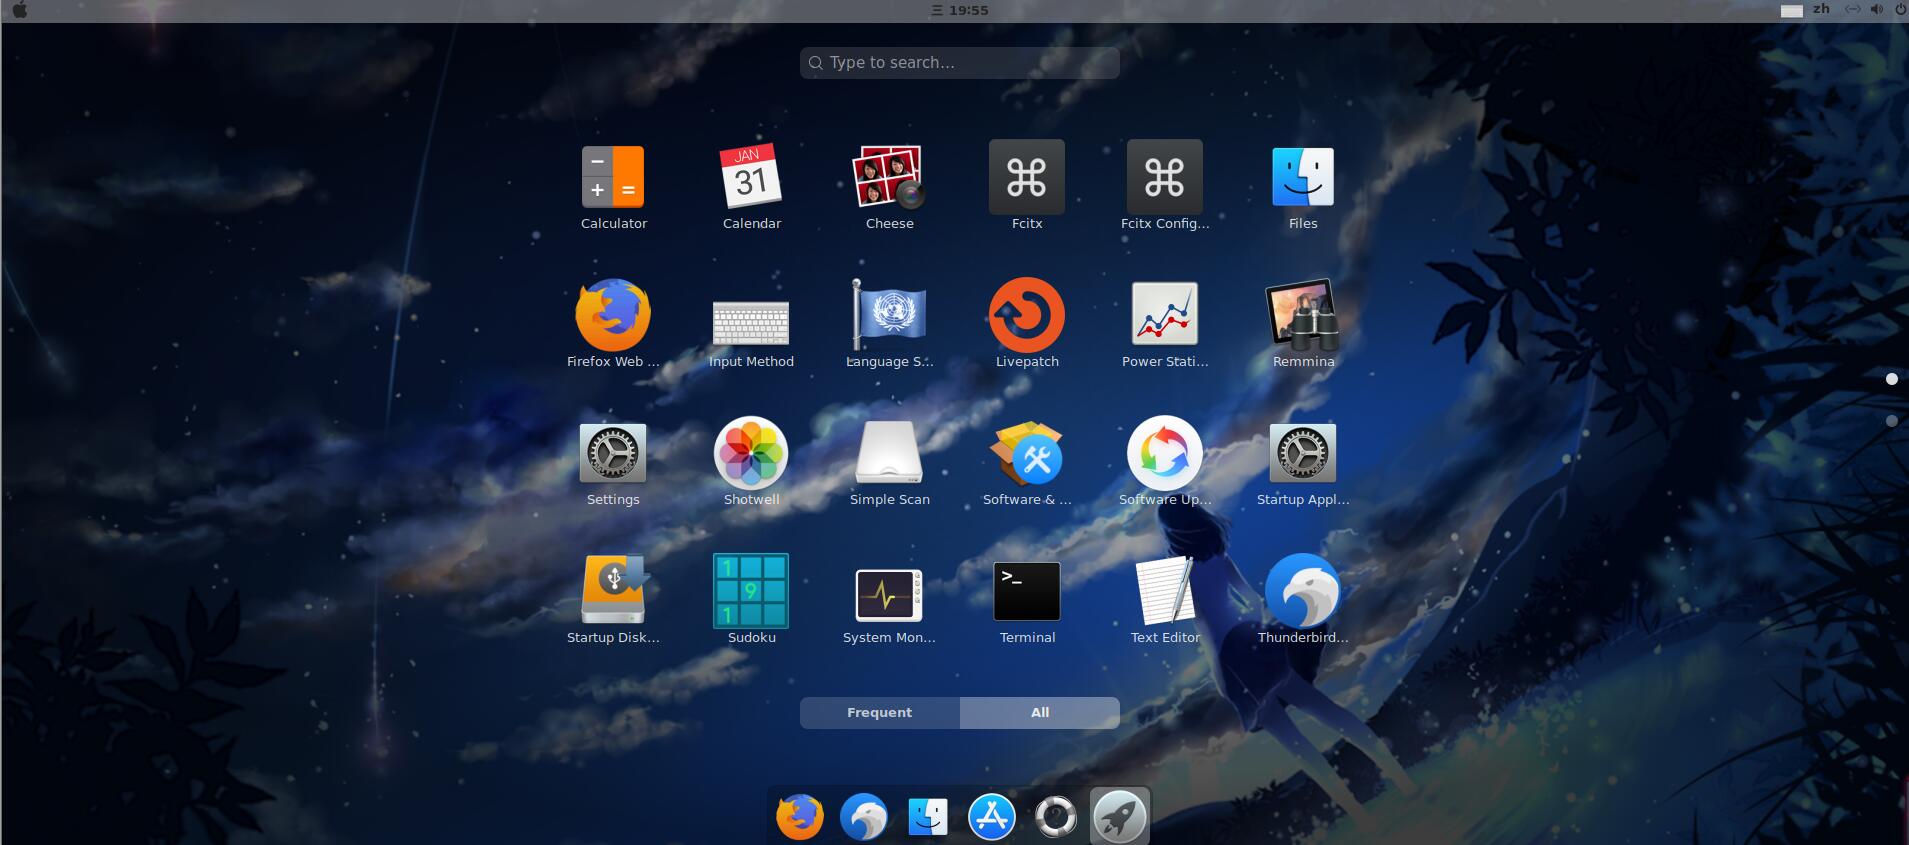 三 19:55
zh
Type to search...
JAN
31
Calculator
Calendar
Cheese
Fcitx
Fcitx Config...
Files
Firefox Web ...
Input Method
Language S...
Livepatch
Power Stati...
Remmina
Settings
Shotwell
Simple Scan
Software & ...
Software Up...
Startup Appl...
1
9
1
>_
Startup Disk...
Sudoku
System Mon...
Terminal
Text Editor
Thunderbird...
Frequent
All